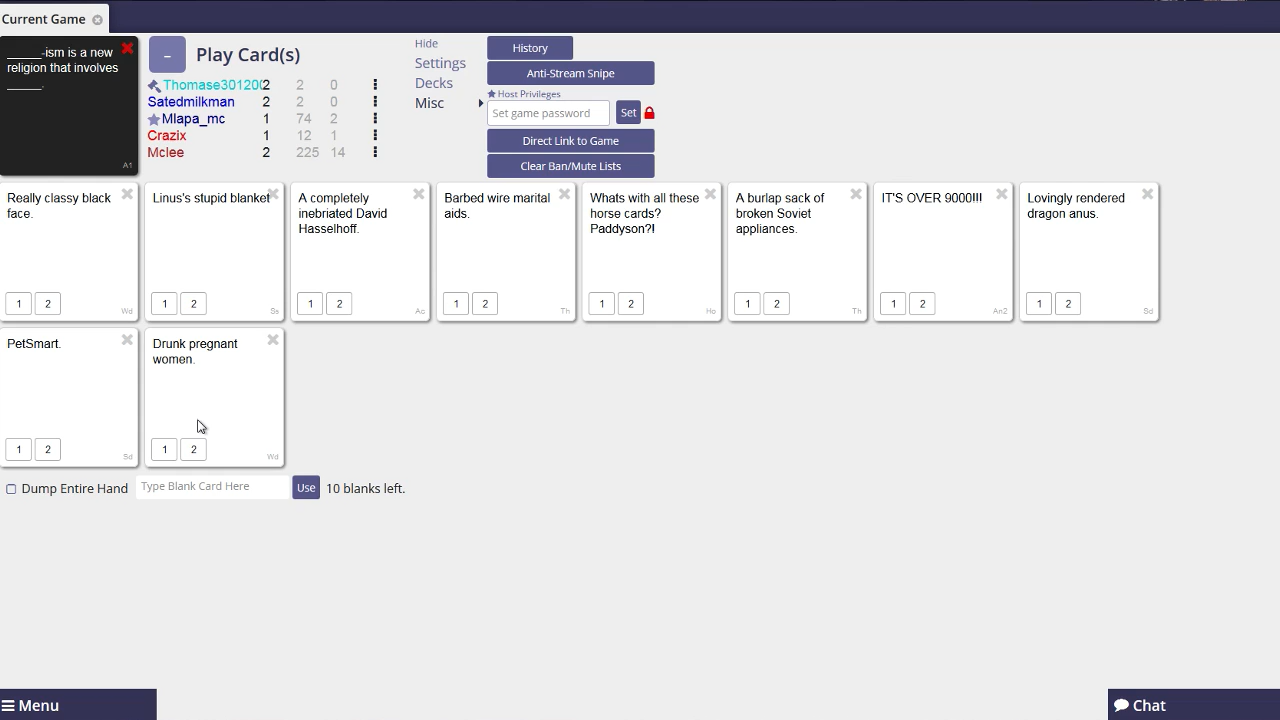 Current Game
_____-ism is a new
religion that involves
_____.
A1
–
Play Card(s)
Thomase301200 2 2 0
Satedmilkman 2 2 0
Mlapa_mc 1 74 2
Crazix 1 12 1
Mclee 2 225 14
Hide
Settings
Decks
Misc
History
Anti-Stream Snipe
Host Privileges
Set game password
Set
Direct Link to Game
Clear Ban/Mute Lists
Really classy black
face.
1 2
Wd
Linus's stupid blanket
1 2
Ss
A completely
inebriated David
Hasselhoff.
1 2
Ac
Barbed wire marital
aids.
1 2
Th
Whats with all these
horse cards?
Paddyson?!
1 2
Ho
A burlap sack of
broken Soviet
appliances.
1 2
Th
IT'S OVER 9000!!!
1 2
An2
Lovingly rendered
dragon anus.
1 2
Sd
PetSmart.
1 2
Sd
Drunk pregnant
women.
1 2
Wd
Dump Entire Hand
Type Blank Card Here
Use
10 blanks left.
Menu
Chat